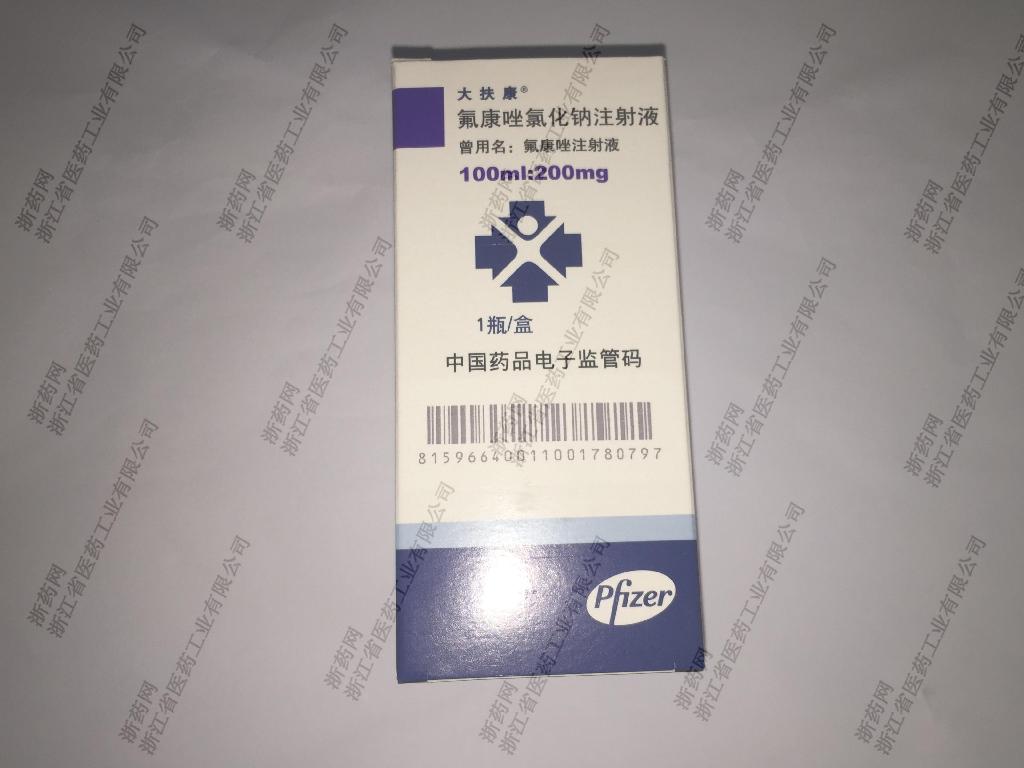 大扶康®
氟康唑氯化钠注射液
曾用名：氟康唑注射液
100ml:200mg
1瓶/盒
中国药品电子监管码
81596640011001780797
Pfizer
浙药网
浙江省医药工业有限公司